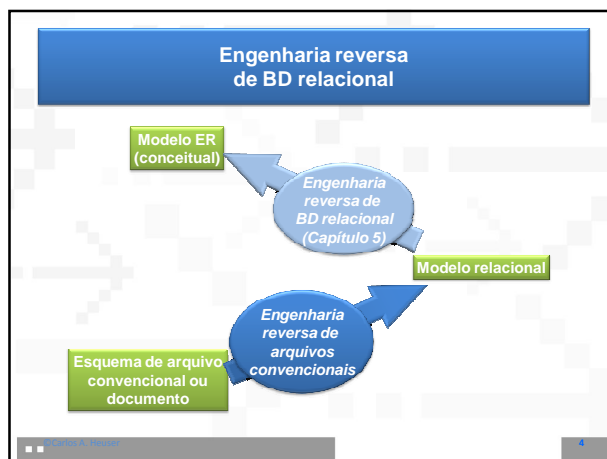 Engenharia reversa
de BD relacional
Modelo ER
(conceitual)
Engenharia
reversa de
BD relacional
(Capítulo 5)
Modelo relacional
Engenharia
reversa de
arquivos
convencionais
Esquema de arquivo
convencional ou
documento
©Carlos A. Heuser
4